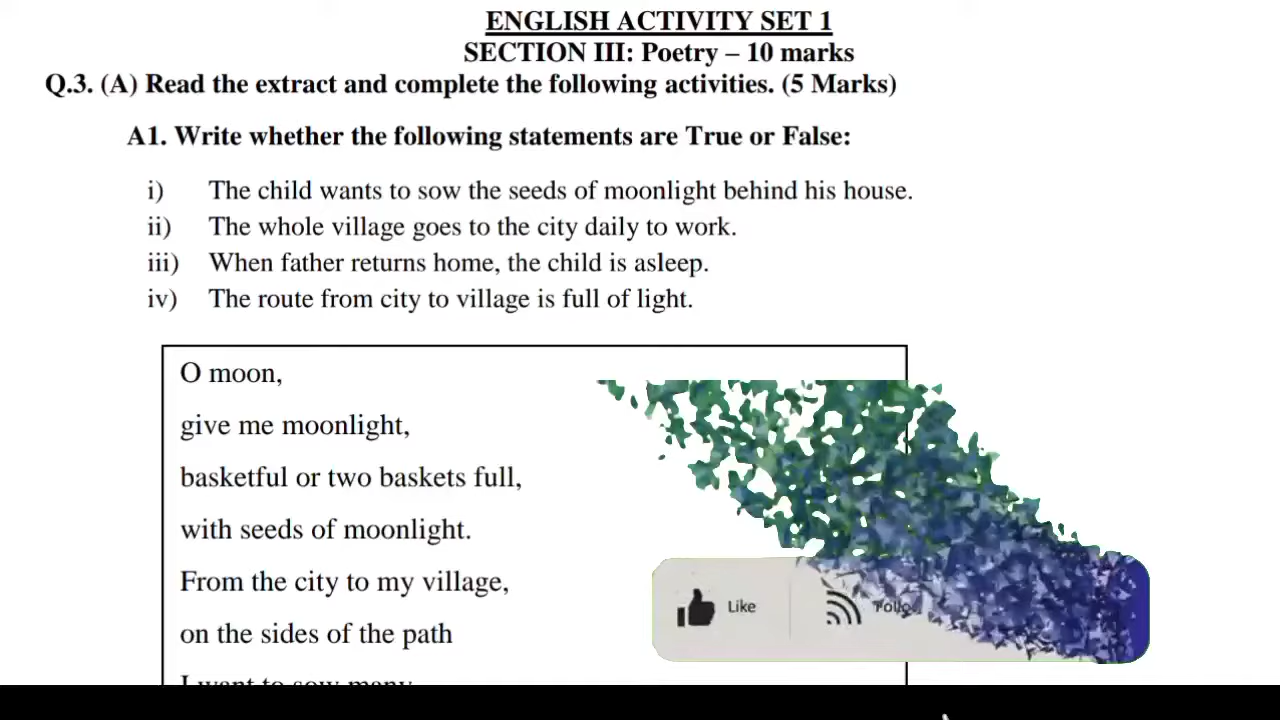 ENGLISH ACTIVITY SET 1
SECTION III: Poetry – 10 marks
Q.3. (A) Read the extract and complete the following activities. (5 Marks)
A1. Write whether the following statements are True or False:
i) The child wants to sow the seeds of moonlight behind his house.
ii) The whole village goes to the city daily to work.
iii) When father returns home, the child is asleep.
iv) The route from city to village is full of light.
O moon,
give me moonlight,
basketful or two baskets full,
with seeds of moonlight.
From the city to my village,
on the sides of the path
I want to sow many
Like